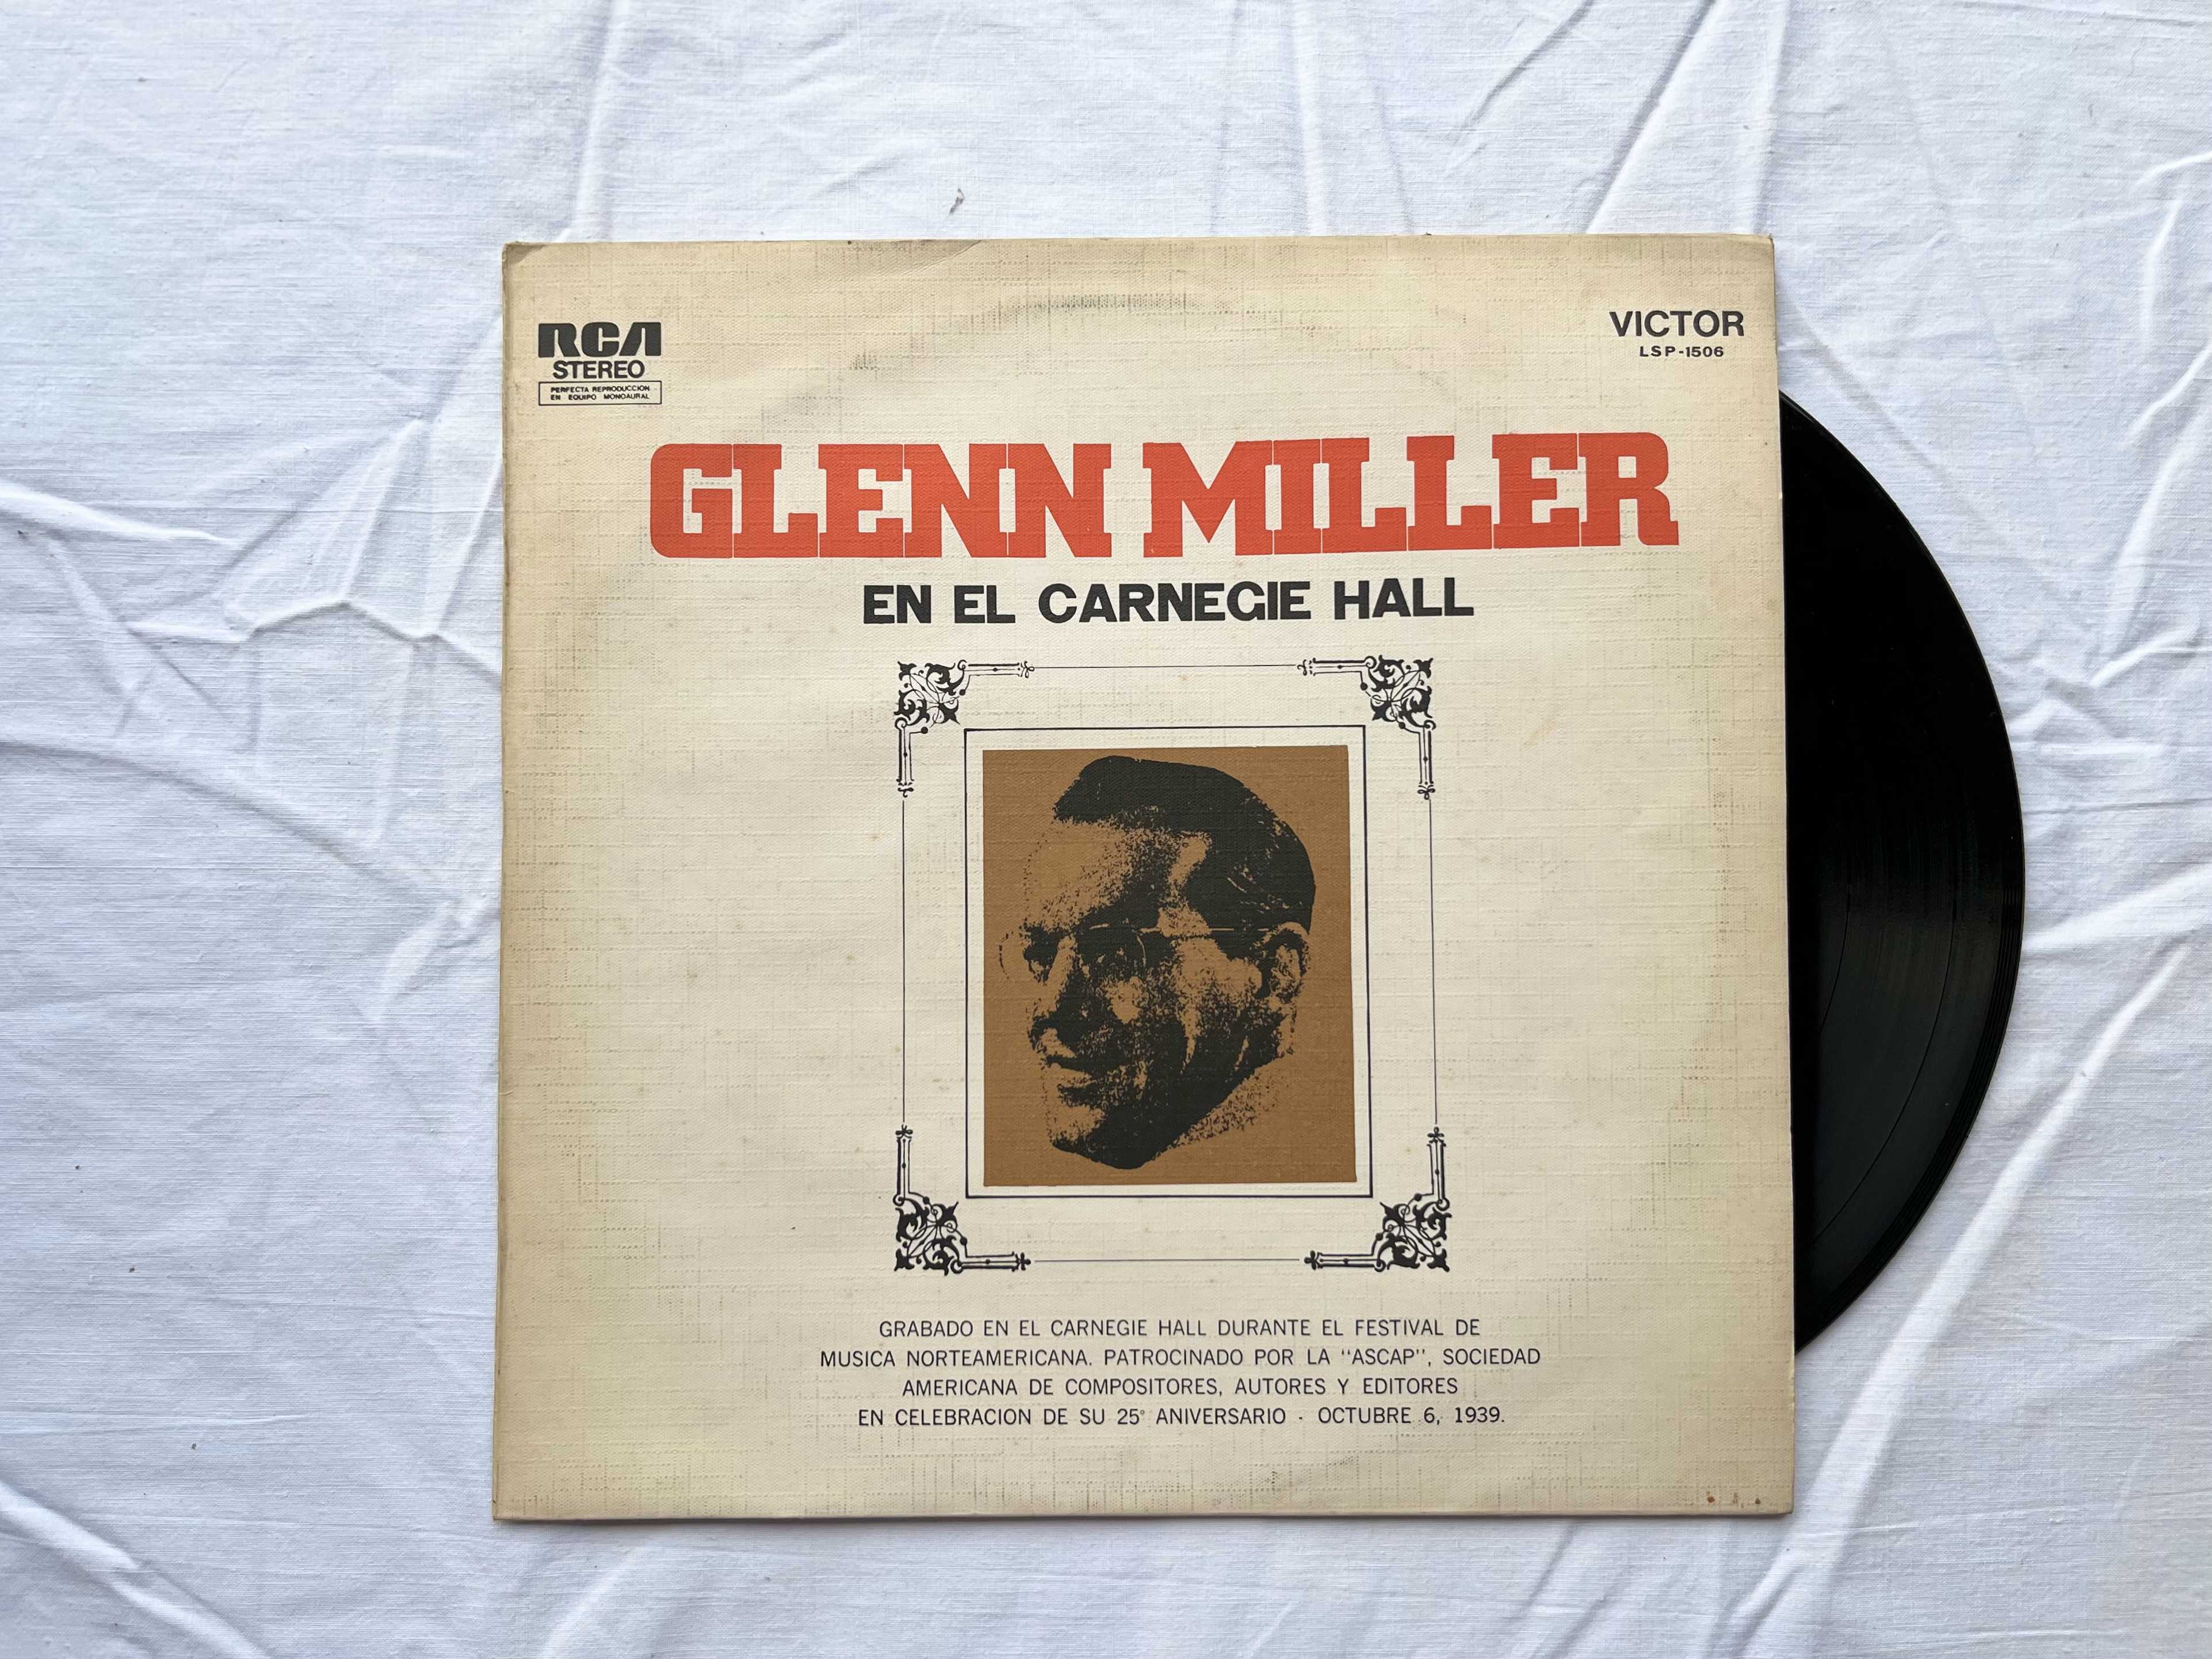 RCA
STEREO
PERFECTA REPRODUCCION
EN EQUIPO MONOAURAL
VICTOR
LSP-1506
GLENN MILLER
EN EL CARNEGIE HALL
GRABADO EN EL CARNEGIE HALL DURANTE EL FESTIVAL DE
MUSICA NORTEAMERICANA. PATROCINADO POR LA "ASCAP", SOCIEDAD
AMERICANA DE COMPOSITORES, AUTORES Y EDITORES
EN CELEBRACION DE SU 25° ANIVERSARIO - OCTUBRE 6, 1939.